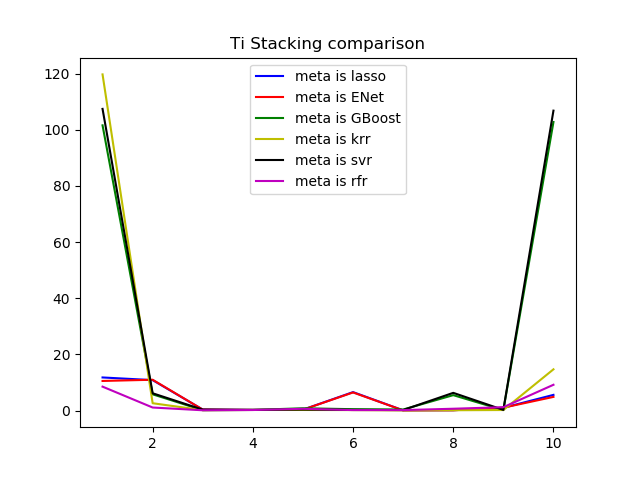 Ti Stacking comparison
120
100
80
60
40
20
0
meta is lasso
meta is ENet
meta is GBoost
meta is krr
meta is svr
meta is rfr
2 4 6 8 10